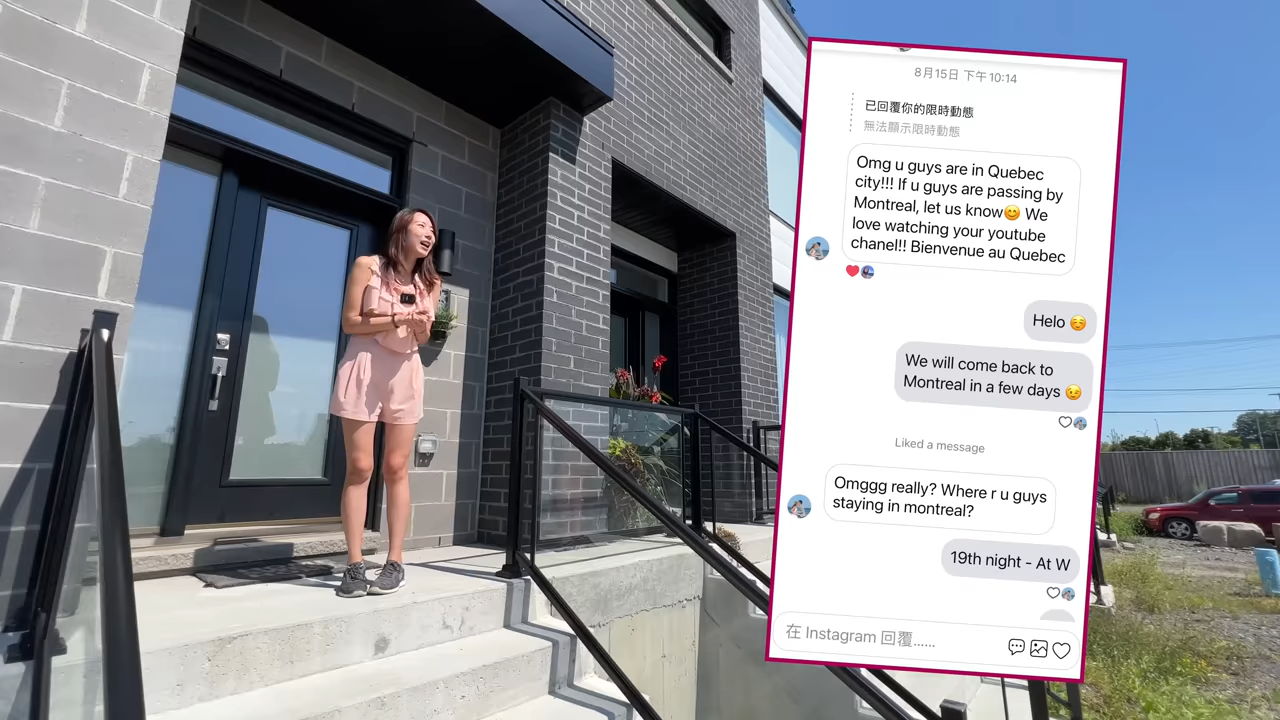 8月15日 下午10:14
已回覆你的限時動態
無法顯示限時動態
Omg u guys are in Quebec
city!!! If u guys are passing by
Montreal, let us know😊 We
love watching your youtube
chanel!! Bienvenue au Quebec
Helo ☺️
We will come back to
Montreal in a few days 😉
Liked a message
Omggg really? Where r u guys
staying in montreal?
19th night - At W
在 Instagram 回覆......